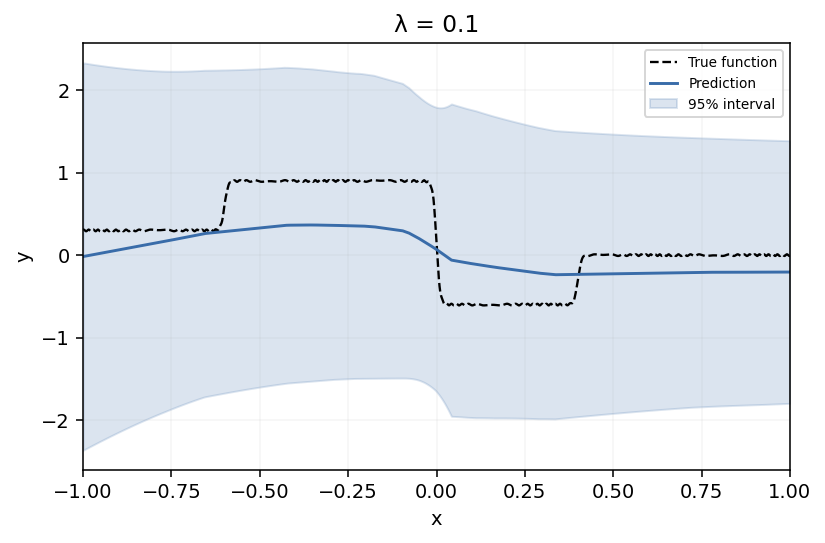 λ = 0.1
True function
Prediction
95% interval
2
1
0
−1
−2
y
−1.00 −0.75 −0.50 −0.25 0.00 0.25 0.50 0.75 1.00
x